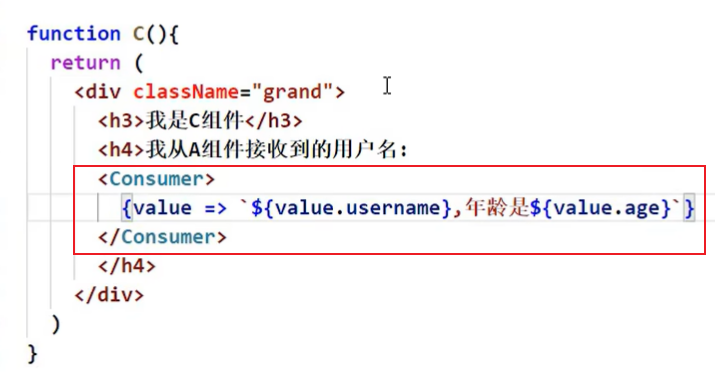 function C(){
return (
<div className="grand">
<h3>我是C组件</h3>
<h4>我从A组件接收到的用户名:
<Consumer>
{value => `${value.username},年龄是${value.age}`}
</Consumer>
</h4>
</div>
)
}